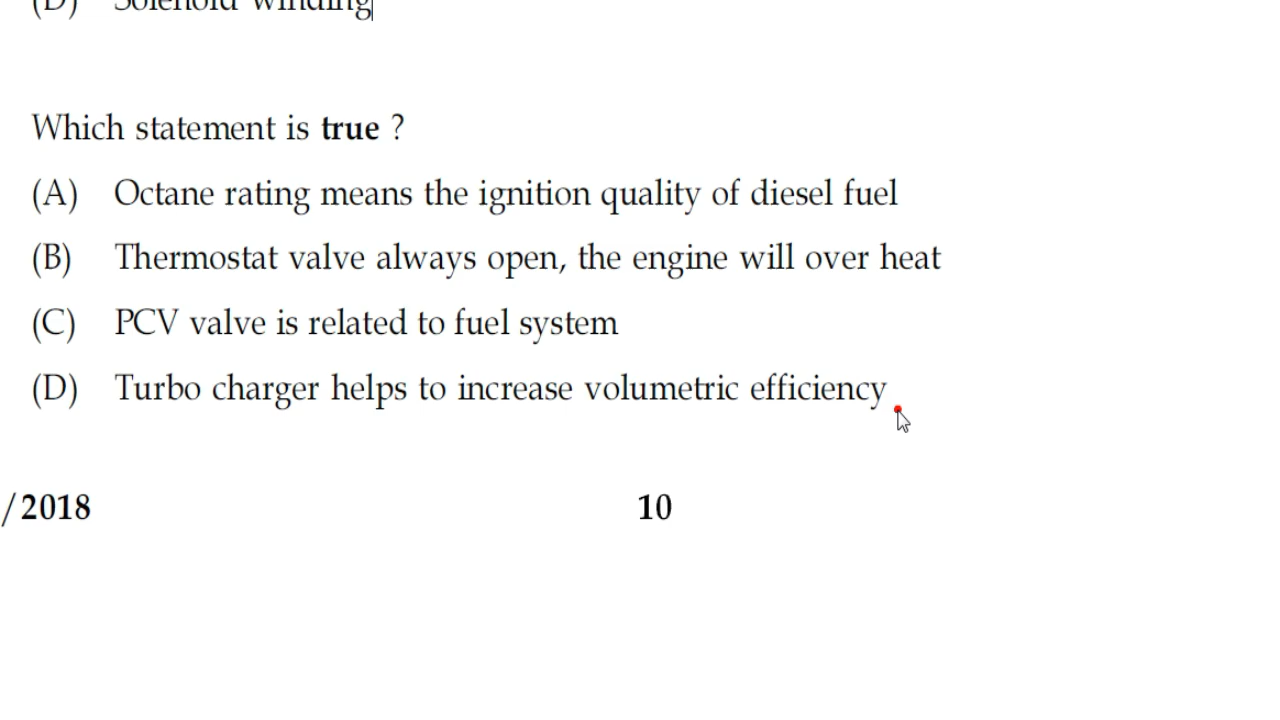 (D) Solenoid winding
Which statement is true ?
(A) Octane rating means the ignition quality of diesel fuel
(B) Thermostat valve always open, the engine will over heat
(C) PCV valve is related to fuel system
(D) Turbo charger helps to increase volumetric efficiency
/2018 10